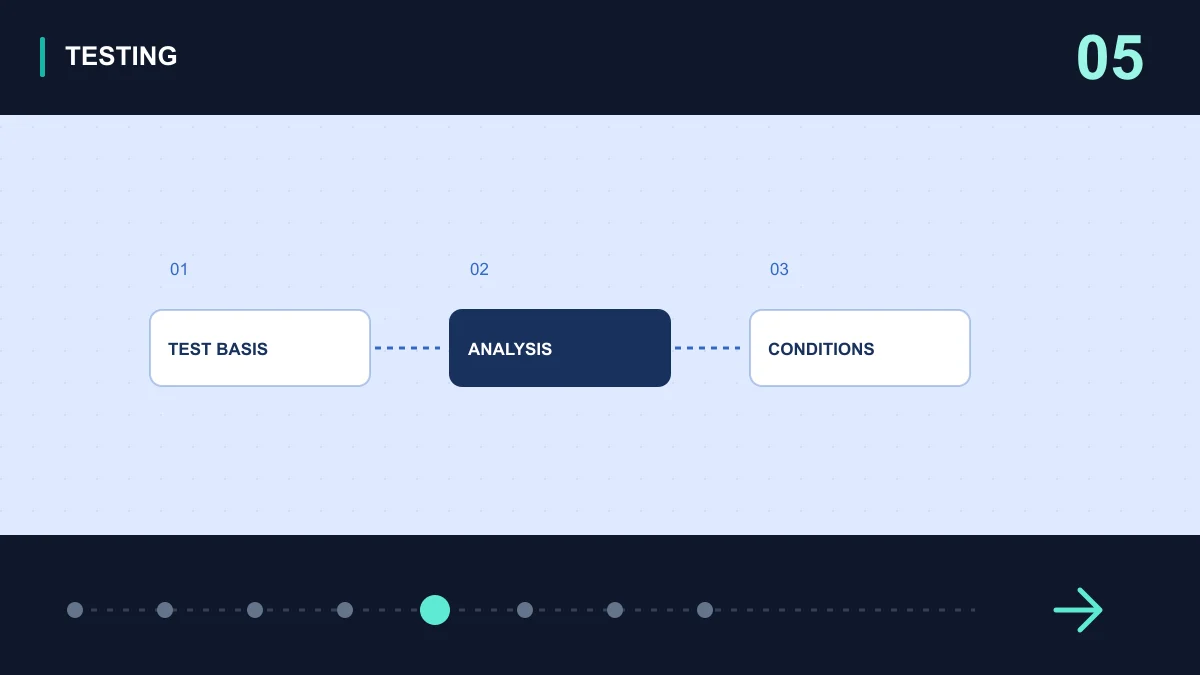 TESTING
05
01
02
03
TEST BASIS
ANALYSIS
CONDITIONS